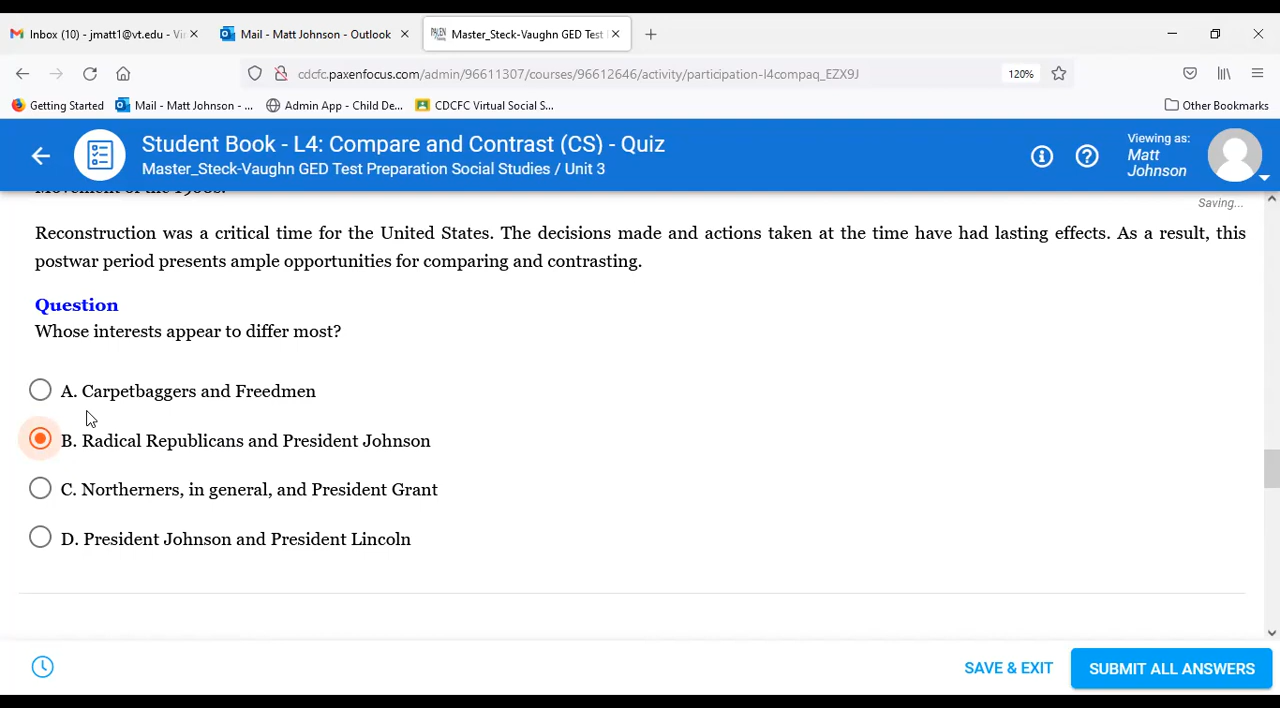 Inbox (10) - jmatt1@vt.edu - Vir
Mail - Matt Johnson - Outlook
PAXEN
Master_Steck-Vaughn GED Test
cdcfc.paxenfocus.com/admin/96611307/courses/96612646/activity/participation-l4compaq_EZX9J
120%
Getting Started
Mail - Matt Johnson - ...
Admin App - Child De...
CDCFC Virtual Social S...
Other Bookmarks
Student Book - L4: Compare and Contrast (CS) - Quiz
Master_Steck-Vaughn GED Test Preparation Social Studies / Unit 3
Viewing as:
Matt
Johnson
Saving...
Reconstruction was a critical time for the United States. The decisions made and actions taken at the time have had lasting effects. As a result, this
postwar period presents ample opportunities for comparing and contrasting.
Question
Whose interests appear to differ most?
A. Carpetbaggers and Freedmen
B. Radical Republicans and President Johnson
C. Northerners, in general, and President Grant
D. President Johnson and President Lincoln
SAVE & EXIT
SUBMIT ALL ANSWERS